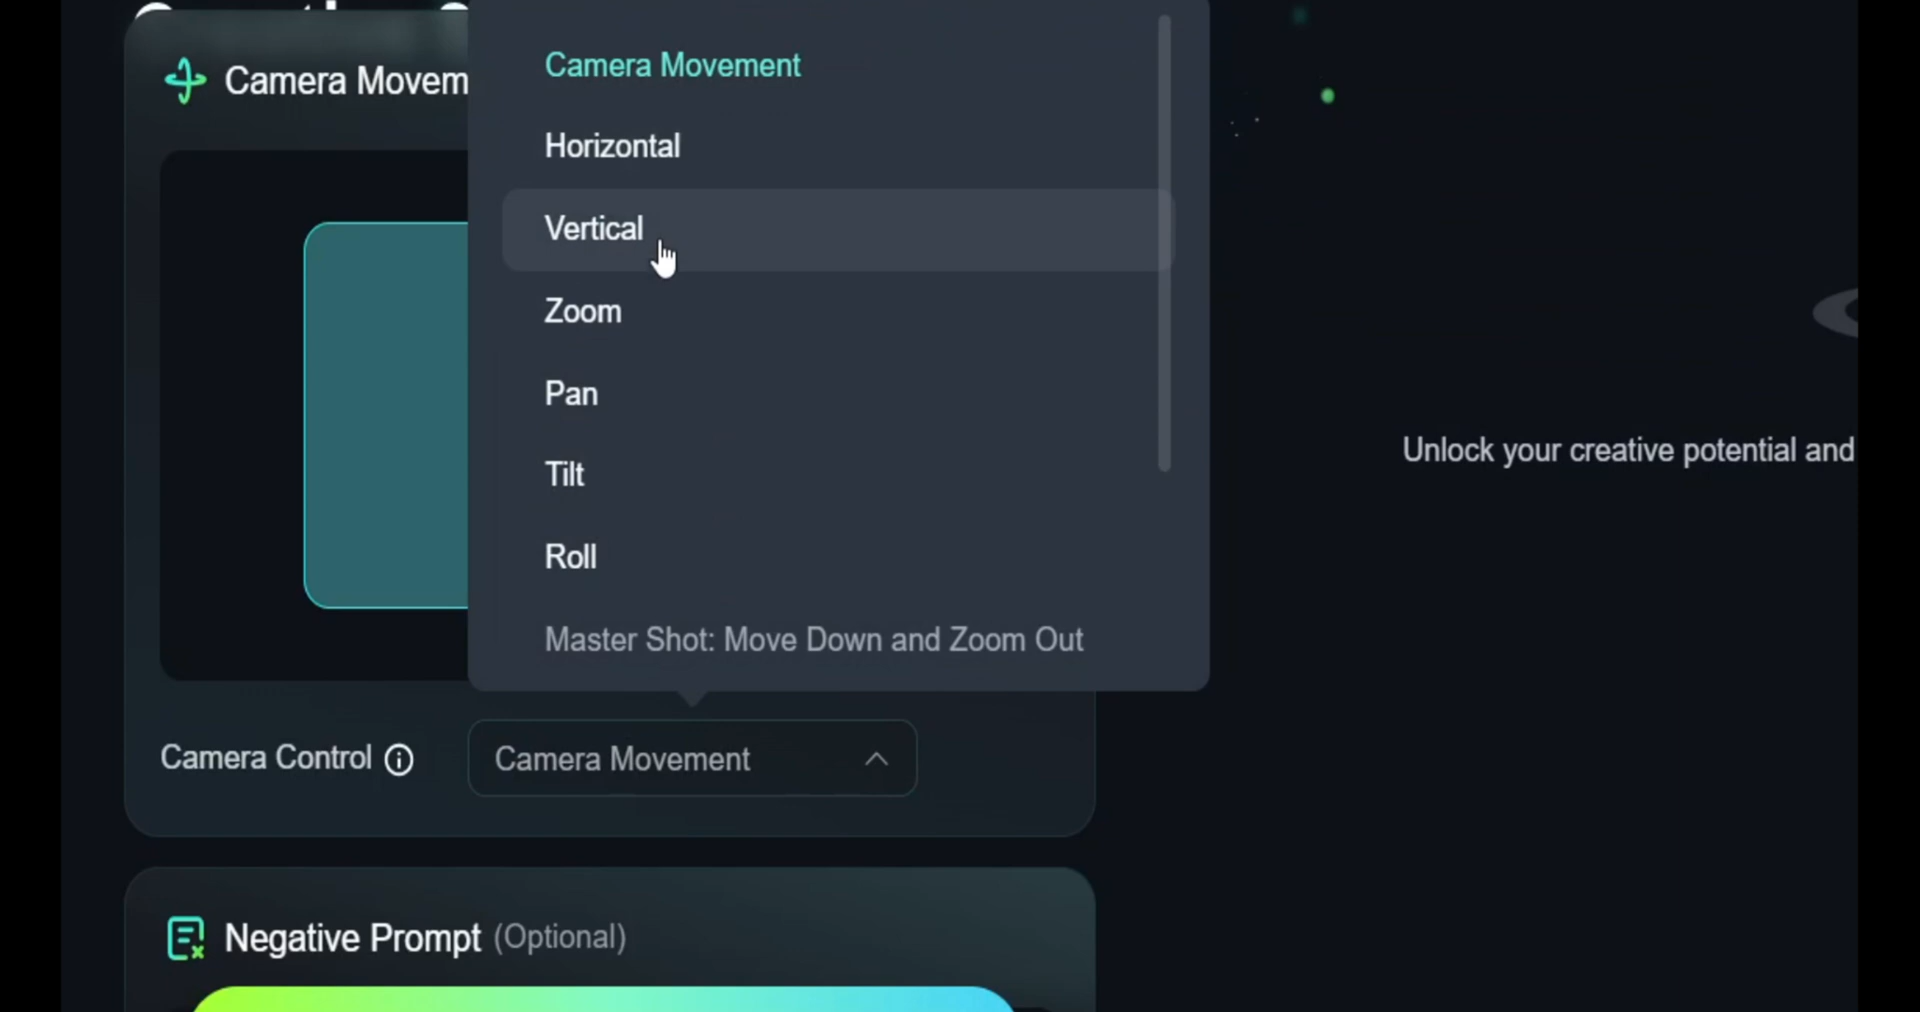 Camera Movem
Camera Movement
Horizontal
Vertical
Zoom
Pan
Tilt
Roll
Master Shot: Move Down and Zoom Out
Camera Control
Camera Movement
Negative Prompt (Optional)
Unlock your creative potential and